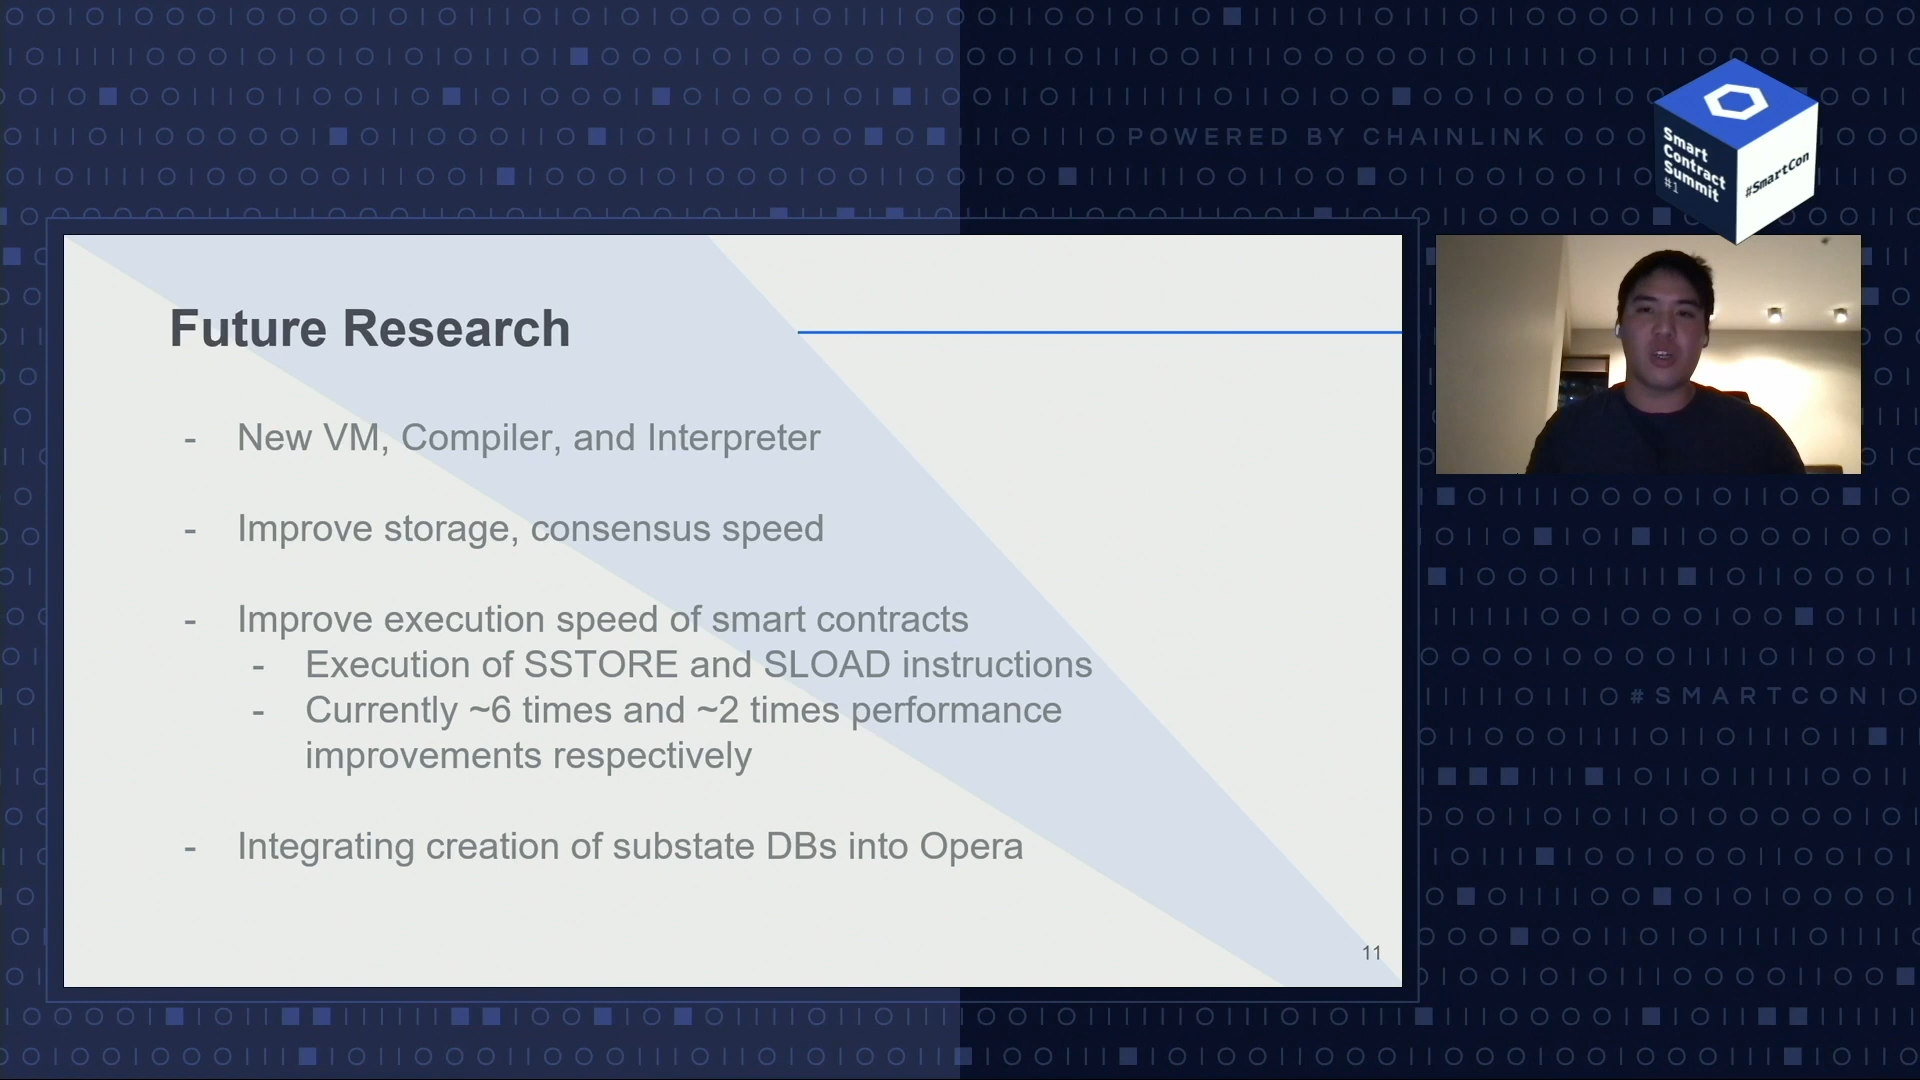 POWERED BY CHAINLINK
Smart
Contract
Summit
#1
#SmartCon
Future Research
- New VM, Compiler, and Interpreter
- Improve storage, consensus speed
- Improve execution speed of smart contracts
- Execution of SSTORE and SLOAD instructions
- Currently ~6 times and ~2 times performance
improvements respectively
- Integrating creation of substate DBs into Opera
11
#SMARTCON